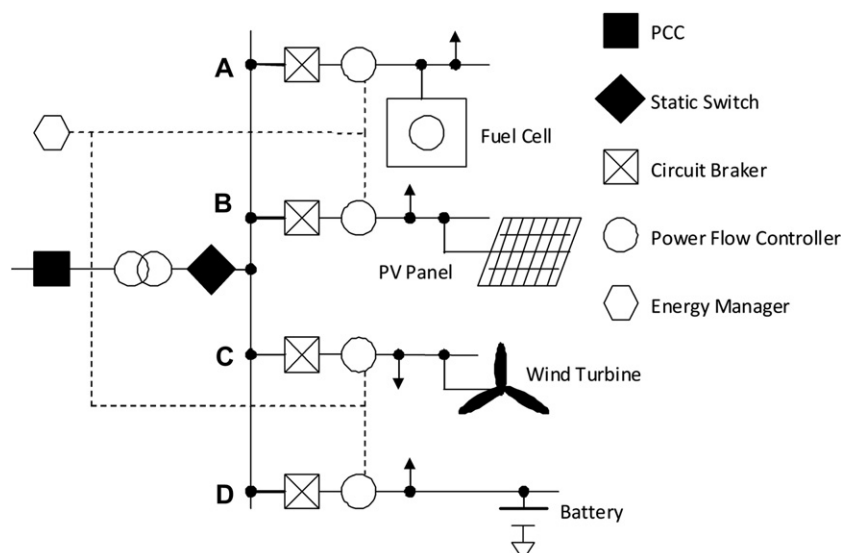 A
Fuel Cell
B
PV Panel
C
Wind Turbine
D
Battery
PCC
Static Switch
Circuit Braker
Power Flow Controller
Energy Manager